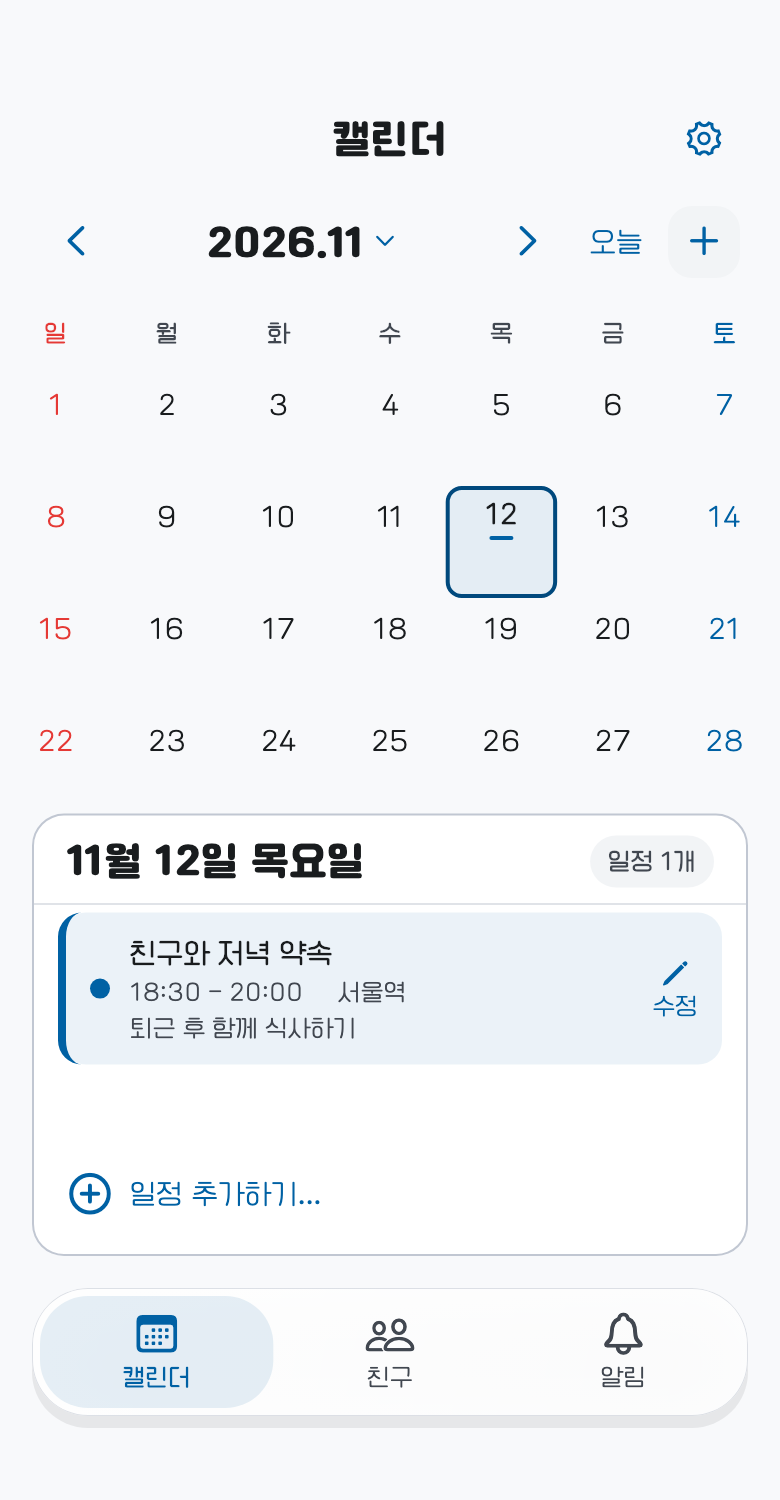 캘린더
2026.11 오늘
일 월 화 수 목 금 토
1 2 3 4 5 6 7
8 9 10 11 12 13 14
15 16 17 18 19 20 21
22 23 24 25 26 27 28
11월 12일 목요일 일정 1개
친구와 저녁 약속
18:30 - 20:00 서울역
수정
퇴근 후 함께 식사하기
일정 추가하기...
캘린더 친구 알림